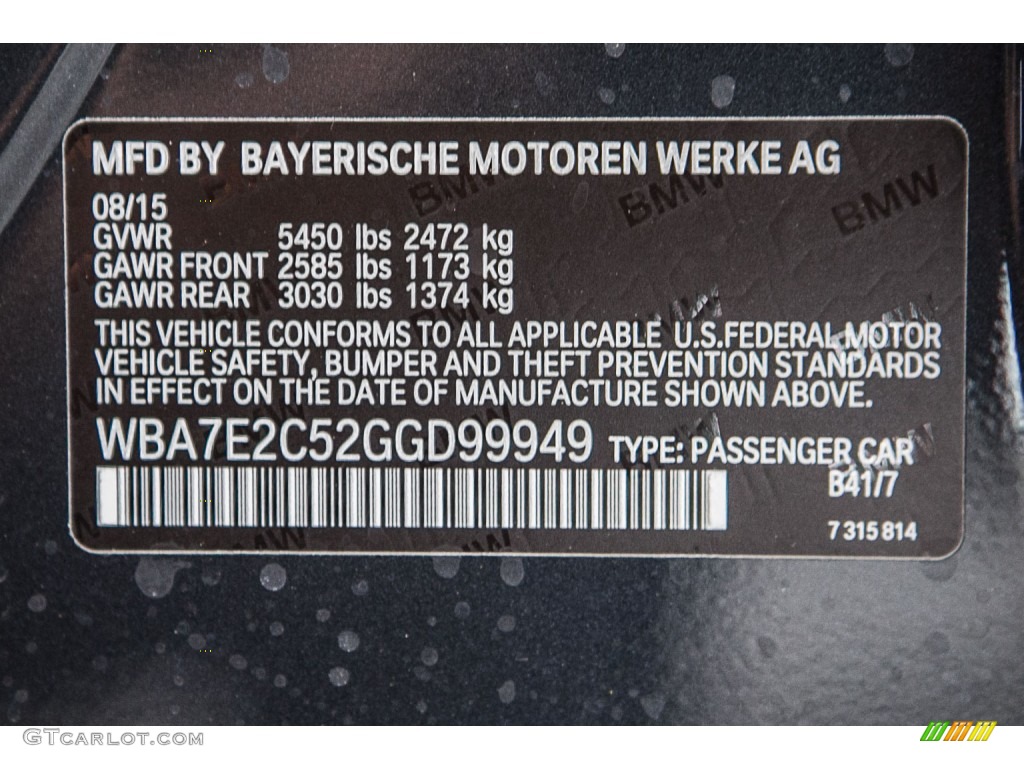 MFD BY BAYERISCHE MOTOREN WERKE AG
BMW BMW BMW
08/15
GVWR 5450 lbs 2472 kg
GAWR FRONT 2585 lbs 1173 kg
GAWR REAR 3030 lbs 1374 kg
THIS VEHICLE CONFORMS TO ALL APPLICABLE U.S.FEDERAL MOTOR
VEHICLE SAFETY, BUMPER AND THEFT PREVENTION STANDARDS
IN EFFECT ON THE DATE OF MANUFACTURE SHOWN ABOVE.
WBA7E2C52GGD99949 TYPE: PASSENGER CAR
B41/7
7 315 814
GTCarlot.com